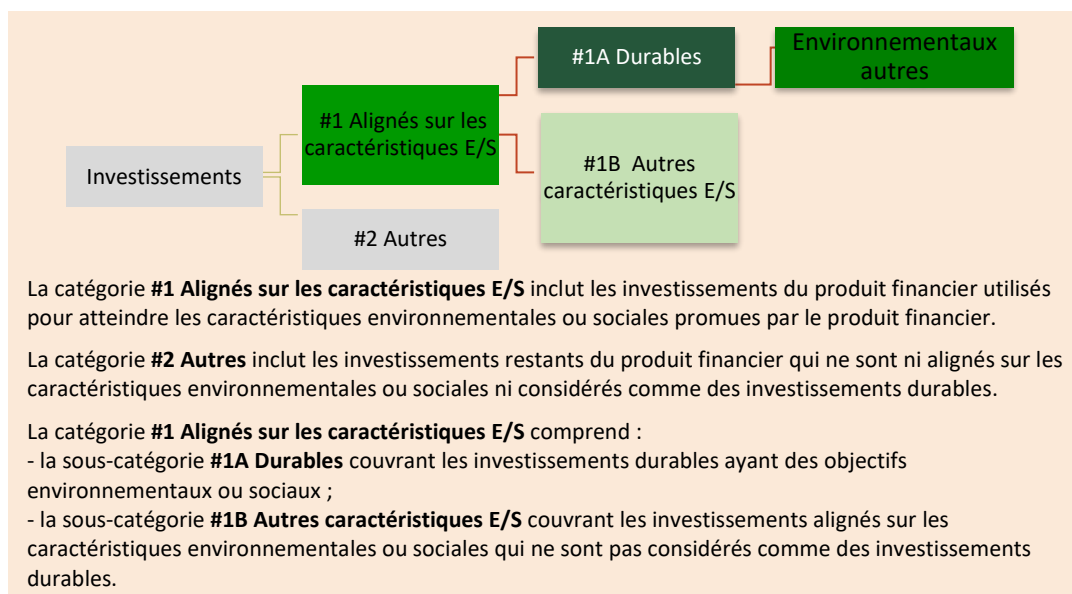 #1A Durables
Environnementaux
autres
#1 Alignés sur les
caractéristiques E/S
Investissements
#1B Autres
caractéristiques E/S
#2 Autres
La catégorie #1 Alignés sur les caractéristiques E/S inclut les investissements du produit financier utilisés
pour atteindre les caractéristiques environnementales ou sociales promues par le produit financier.
La catégorie #2 Autres inclut les investissements restants du produit financier qui ne sont ni alignés sur les
caractéristiques environnementales ou sociales ni considérés comme des investissements durables.
La catégorie #1 Alignés sur les caractéristiques E/S comprend :
- la sous-catégorie #1A Durables couvrant les investissements durables ayant des objectifs
environnementaux ou sociaux ;
- la sous-catégorie #1B Autres caractéristiques E/S couvrant les investissements alignés sur les
caractéristiques environnementales ou sociales qui ne sont pas considérés comme des investissements
durables.